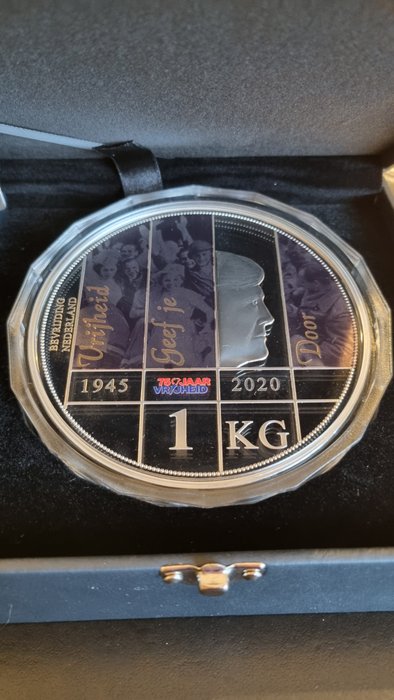 BEVRIJDING
NEDERLAND
Vrijheid
Geef je
Door
1945
75 JAAR
VRIJHEID
2020
1 KG